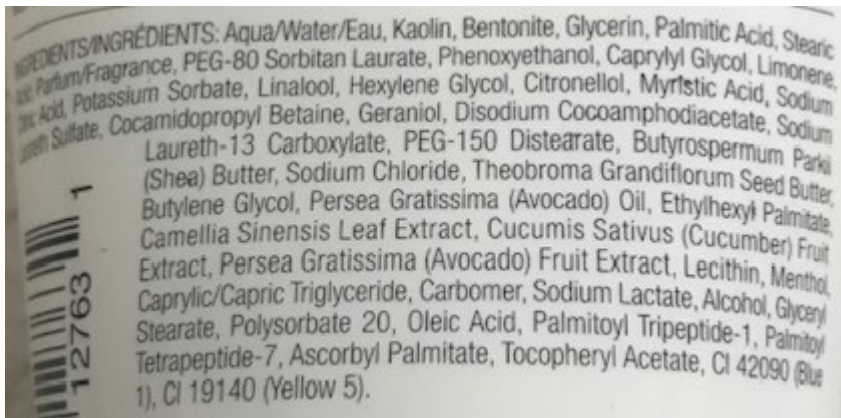 INGREDIENTS/INGRÉDIENTS: Aqua/Water/Eau, Kaolin, Bentonite, Glycerin, Palmitic Acid, Stearic
Acid, Parfum/Fragrance, PEG-80 Sorbitan Laurate, Phenoxyethanol, Caprylyl Glycol, Limonene,
Citric Acid, Potassium Sorbate, Linalool, Hexylene Glycol, Citronellol, Myristic Acid, Sodium
Laureth Sulfate, Cocamidopropyl Betaine, Geraniol, Disodium Cocoamphodiacetate, Sodium
Laureth-13 Carboxylate, PEG-150 Distearate, Butyrospermum Parkii
(Shea) Butter, Sodium Chloride, Theobroma Grandiflorum Seed Butter,
Butylene Glycol, Persea Gratissima (Avocado) Oil, Ethylhexyl Palmitate,
Camellia Sinensis Leaf Extract, Cucumis Sativus (Cucumber) Fruit
Extract, Persea Gratissima (Avocado) Fruit Extract, Lecithin, Menthol,
Caprylic/Capric Triglyceride, Carbomer, Sodium Lactate, Alcohol, Glyceryl
Stearate, Polysorbate 20, Oleic Acid, Palmitoyl Tripeptide-1, Palmitoyl
Tetrapeptide-7, Ascorbyl Palmitate, Tocopheryl Acetate, CI 42090 (Blue
1), CI 19140 (Yellow 5).
12763 1